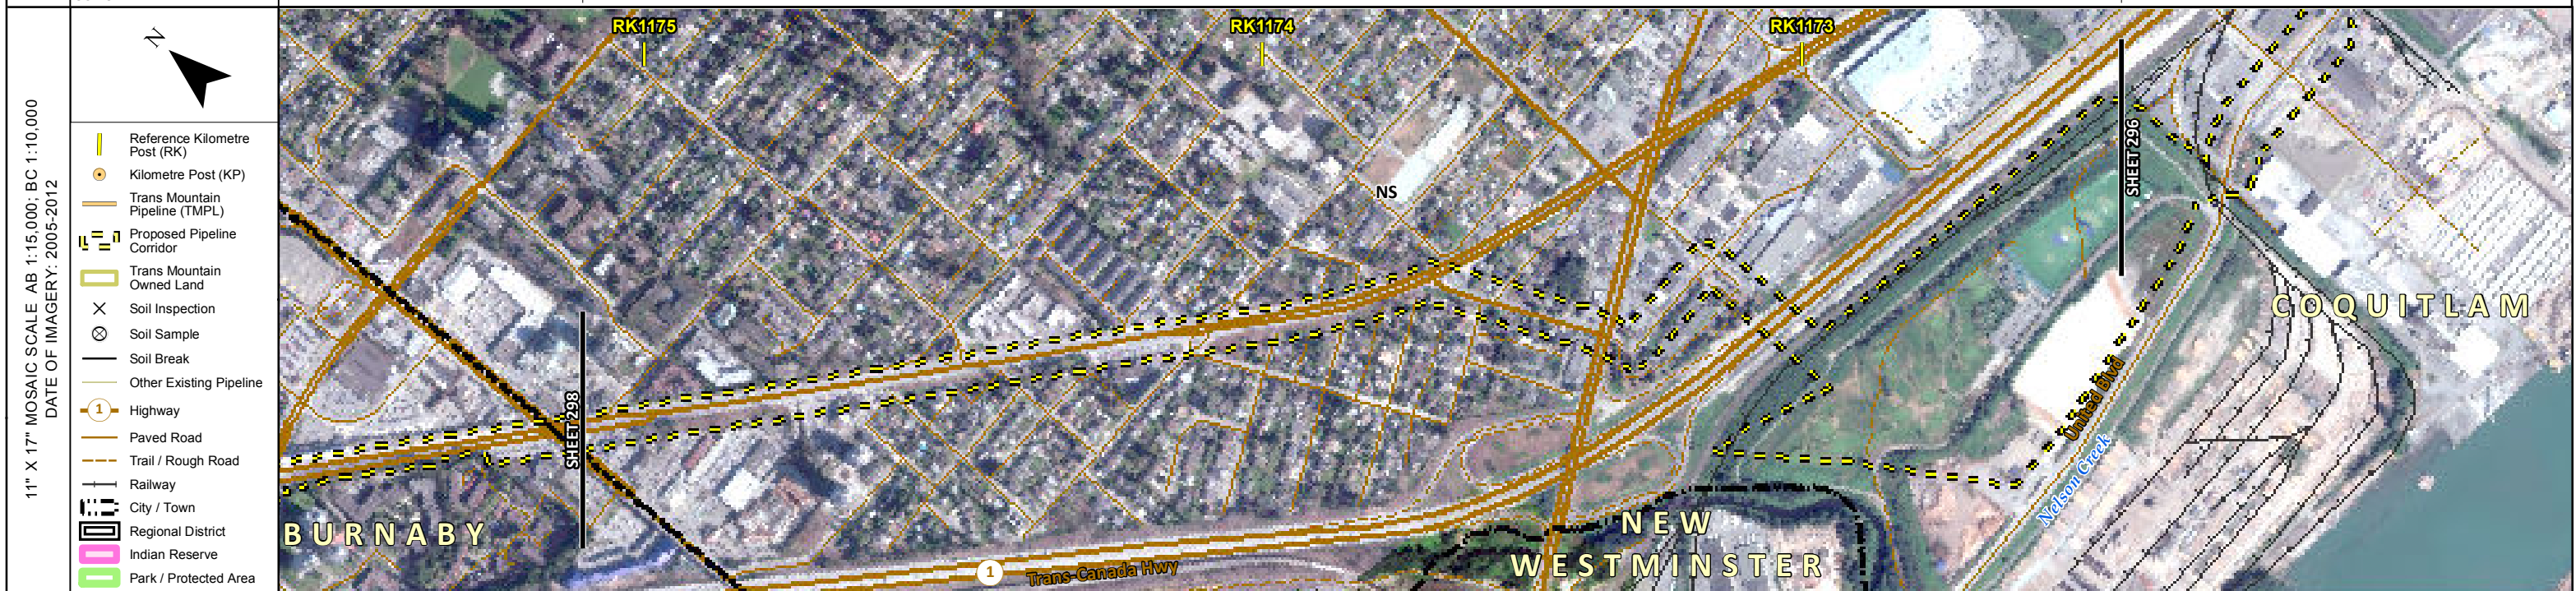 11" X 17" MOSAIC SCALE AB 1:15,000; BC 1:10,000
DATE OF IMAGERY: 2005-2012
N
Reference Kilometre
Post (RK)
Kilometre Post (KP)
Trans Mountain
Pipeline (TMPL)
Proposed Pipeline
Corridor
Trans Mountain
Owned Land
Soil Inspection
Soil Sample
Soil Break
Other Existing Pipeline
1 Highway
Paved Road
Trail / Rough Road
Railway
City / Town
Regional District
Indian Reserve
Park / Protected Area
RK1175
RK1174
RK1173
NS
SHEET 296
SHEET 298
COQUITLAM
United Blvd
Nelson Creek
BURNABY
NEW
WESTMINSTER
1
Trans-Canada Hwy